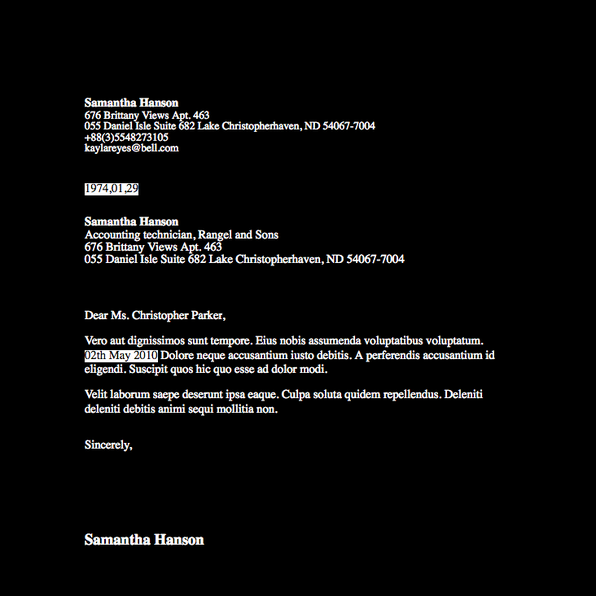 Samantha Hanson
676 Brittany Views Apt. 463
055 Daniel Isle Suite 682 Lake Christopherhaven, ND 54067-7004
+88(3)5548273105
kaylareyes@bell.com
1974,01,29
Samantha Hanson
Accounting technician, Rangel and Sons
676 Brittany Views Apt. 463
055 Daniel Isle Suite 682 Lake Christopherhaven, ND 54067-7004
Dear Ms. Christopher Parker,
Vero aut dignissimos sunt tempore. Eius nobis assumenda voluptatibus voluptatum.
02th May 2010 Dolore neque accusantium iusto debitis. A perferendis accusantium id
eligendi. Suscipit quos hic quo esse ad dolor modi.
Velit laborum saepe deserunt ipsa eaque. Culpa soluta quidem repellendus. Deleniti
deleniti debitis animi sequi mollitia non.
Sincerely,
Samantha Hanson